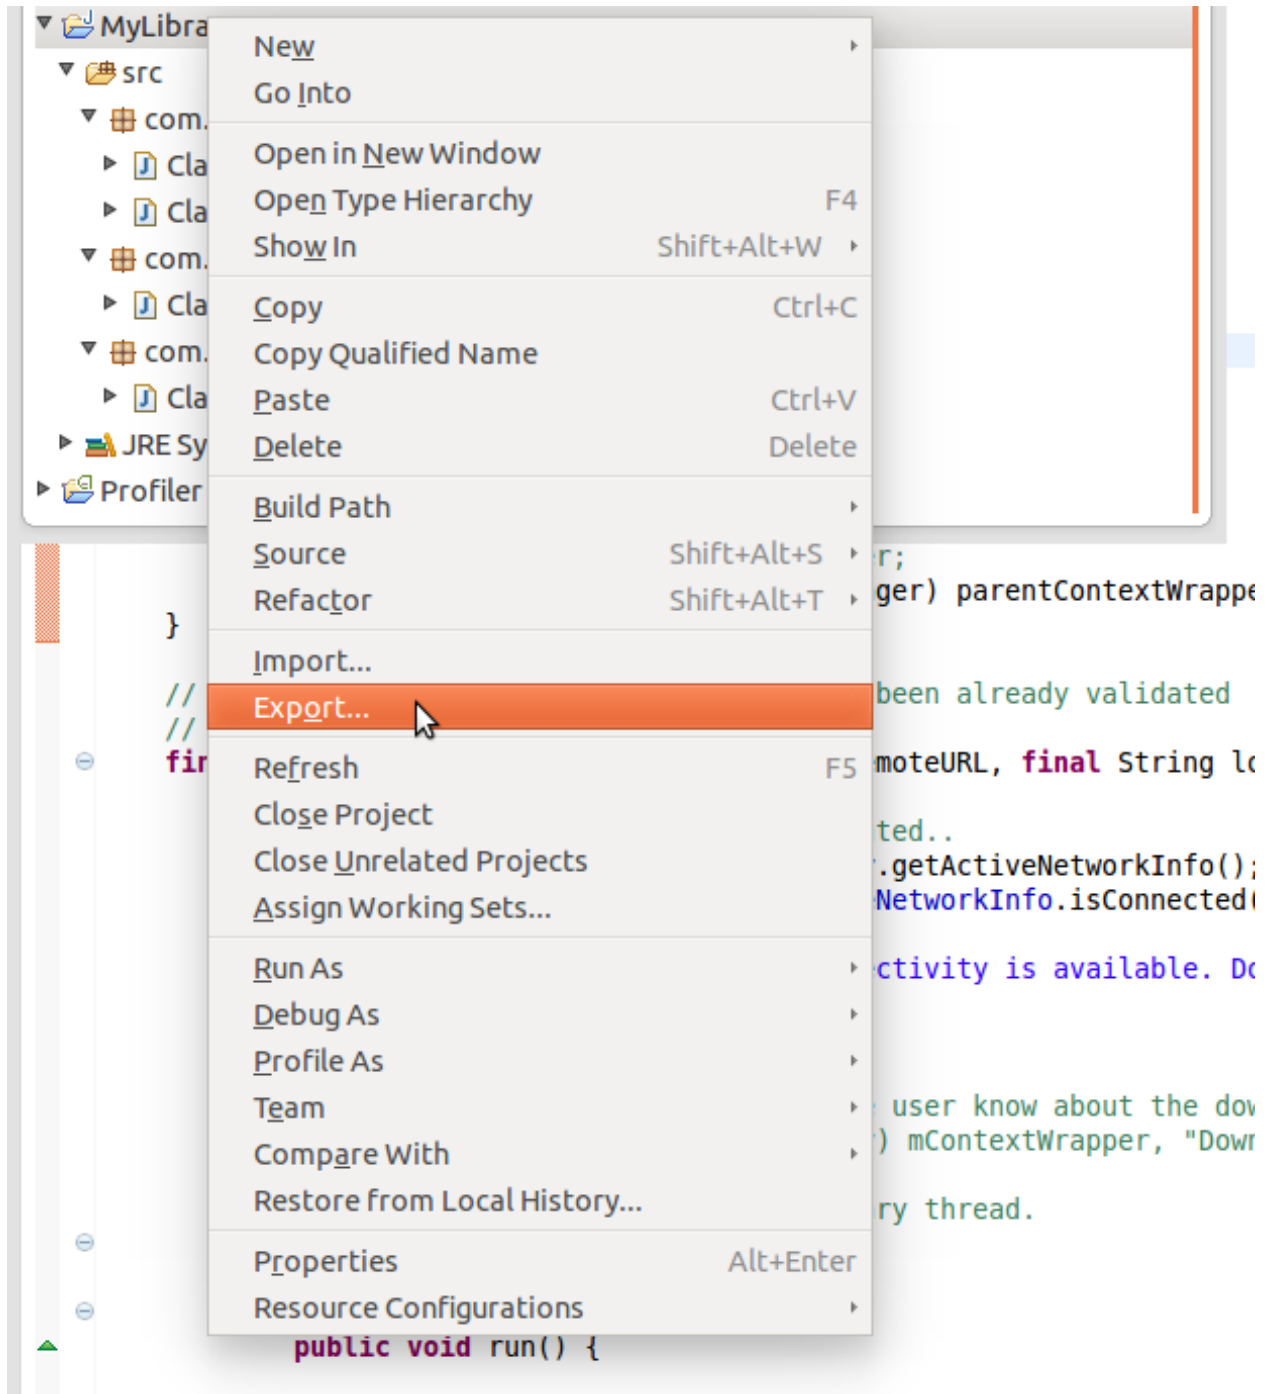 MyLibra
src
com.
Cla
Cla
com.
Cla
com.
Cla
JRE Sy
Profiler
New
Go Into
Open in New Window
Open Type Hierarchy F4
Show In Shift+Alt+W
Copy Ctrl+C
Copy Qualified Name
Paste Ctrl+V
Delete Delete
Build Path
Source Shift+Alt+S
Refactor Shift+Alt+T
Import...
Export...
Refresh F5
Close Project
Close Unrelated Projects
Assign Working Sets...
Run As
Debug As
Profile As
Team
Compare With
Restore from Local History...
Properties Alt+Enter
Resource Configurations
r;
ger) parentContextWrappe
}
// been already validated
//
fin moteURL, final String lo
ted..
.getActiveNetworkInfo();
NetworkInfo.isConnected(
ctivity is available. Do
user know about the dow
) mContextWrapper, "Down
ry thread.
public void run() {